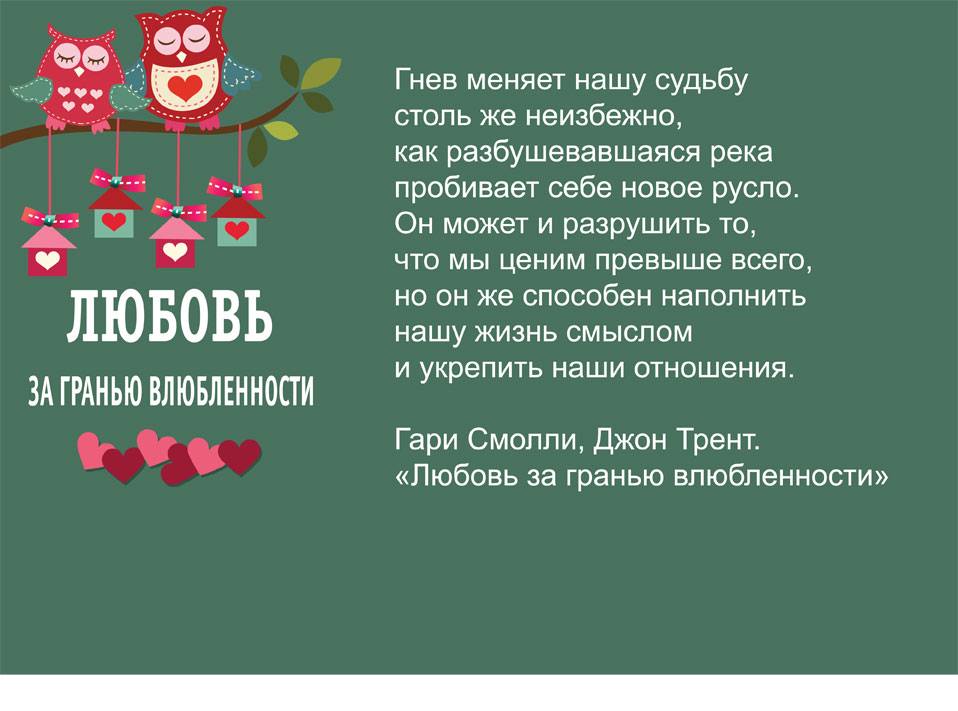 ЛЮБОВЬ
ЗА ГРАНЬЮ ВЛЮБЛЕННОСТИ
Гнев меняет нашу судьбу
столь же неизбежно,
как разбушевавшаяся река
пробивает себе новое русло.
Он может и разрушить то,
что мы ценим превыше всего,
но он же способен наполнить
нашу жизнь смыслом
и укрепить наши отношения.
Гари Смолли, Джон Трент.
«Любовь за гранью влюбленности»